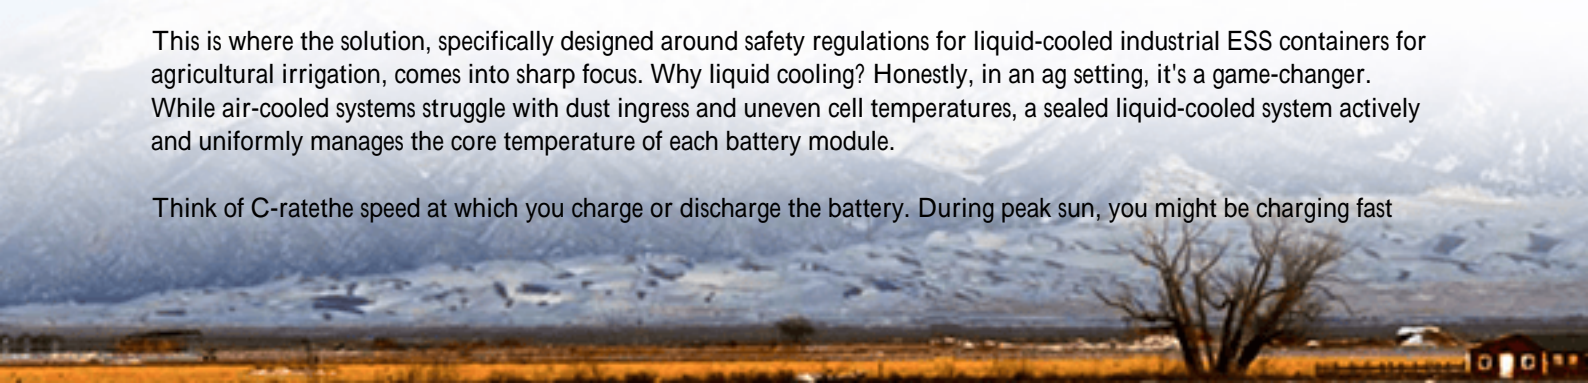 This is where the solution, specifically designed around safety regulations for liquid-cooled industrial ESS containers for
agricultural irrigation, comes into sharp focus. Why liquid cooling? Honestly, in an ag setting, it's a game-changer.
While air-cooled systems struggle with dust ingress and uneven cell temperatures, a sealed liquid-cooled system actively
and uniformly manages the core temperature of each battery module.
Think of C-ratethe speed at which you charge or discharge the battery. During peak sun, you might be charging fast